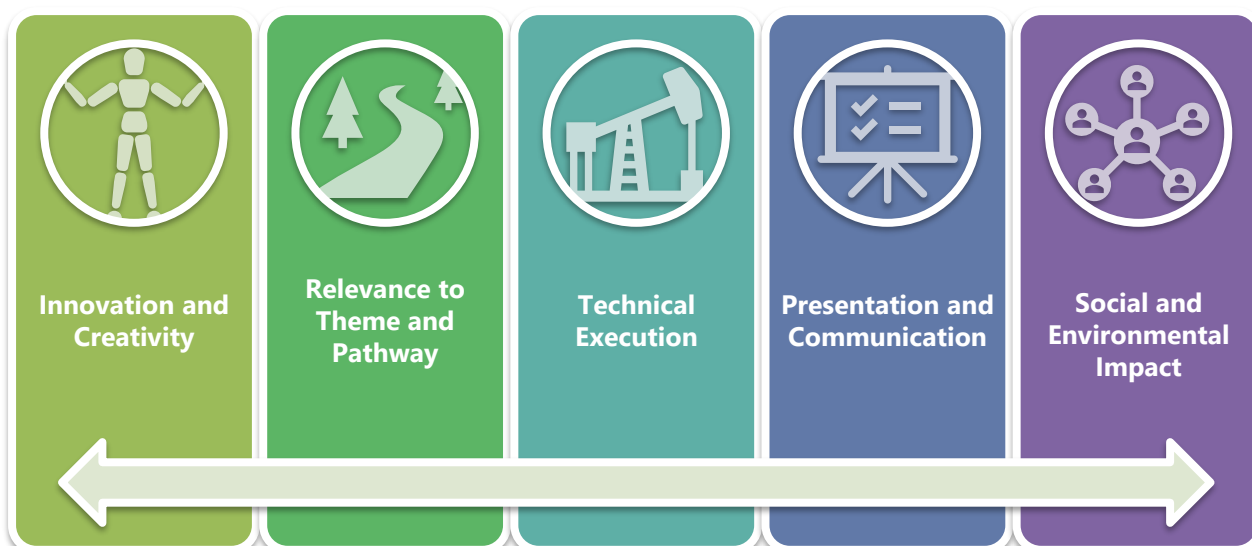 Innovation and
Creativity
Relevance to
Theme and
Pathway
Technical
Execution
Presentation and
Communication
Social and
Environmental
Impact